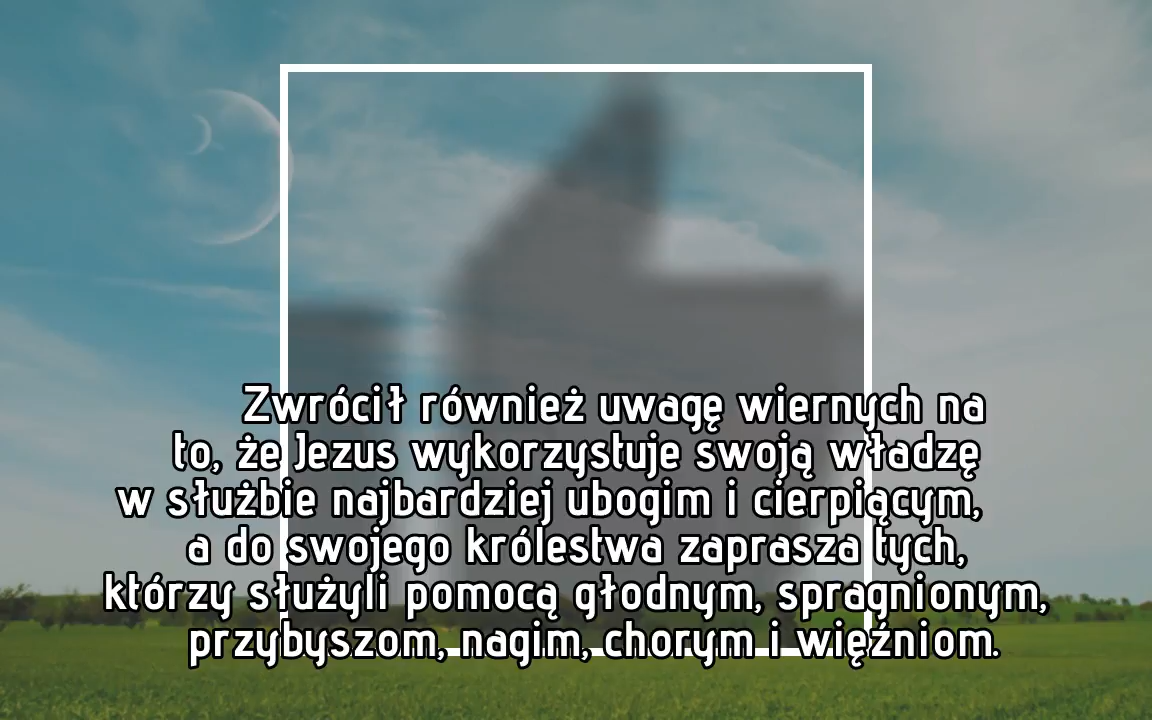 Zwrócił również uwagę wiernych na
to, że Jezus wykorzystuje swoją władzę
w służbie najbardziej ubogim i cierpiącym,
a do swojego królestwa zaprasza tych,
którzy służyli pomocą głodnym, spragnionym,
przybyszom, nagim, chorym i więźniom.